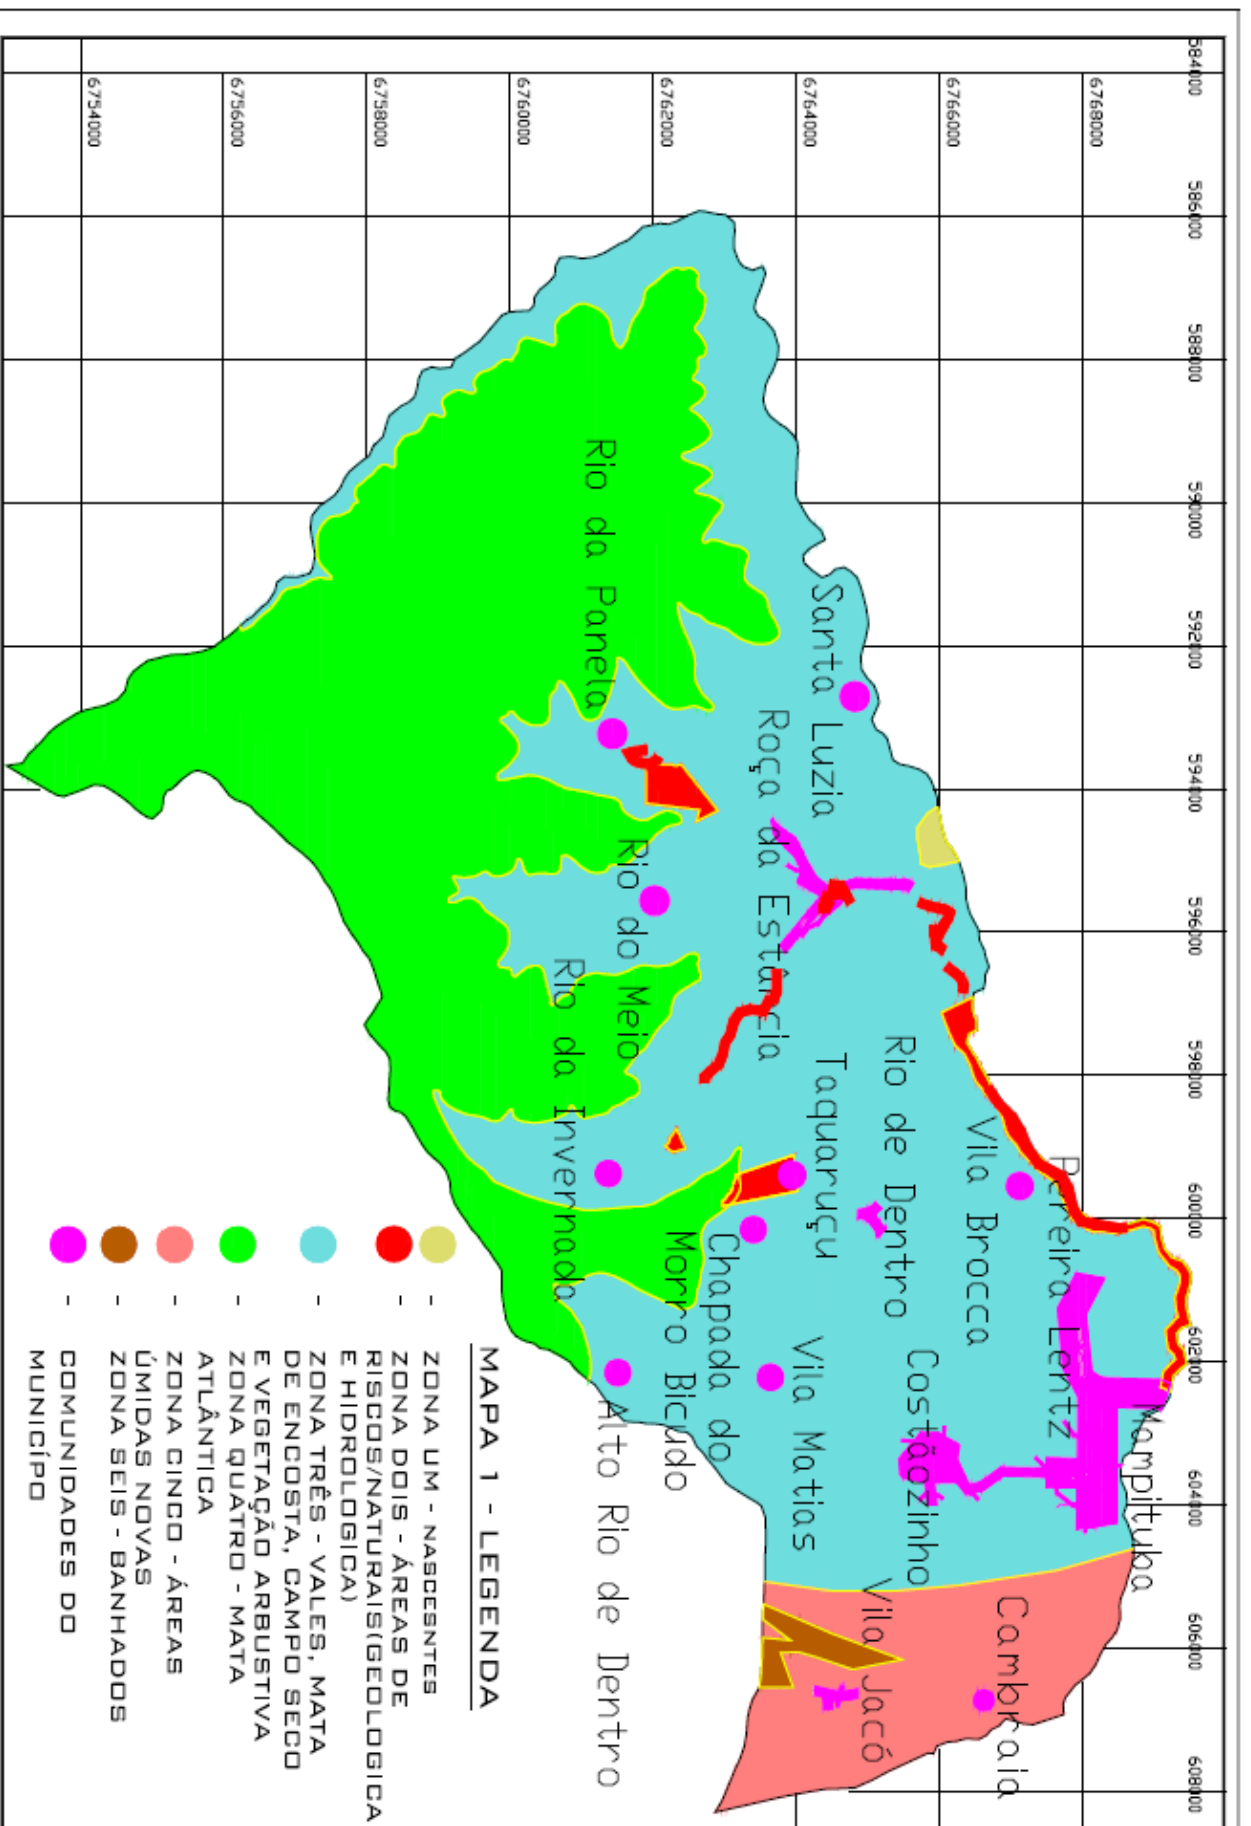 584000
586000
588000
590000
592000
594000
596000
598000
60000
602000
604000
606000
608000
6768000
6766000
6764000
6762000
6760000
6758000
6756000
6754000
Mampituba
Pereira Lentz
Cambraia
Vila Brocca
Costãozinho
Rio de Dentro
Vila Jacó
Santa Luzia
Taquaruçu
Vila Matias
Roça da Estância
Chapada do
Morro Bicudo
Rio do Meio
Rio da Panela
Alto Rio de Dentro
Rio da Invernada
MAPA 1 - LEGENDA
- ZONA UM - NASCESNTES
- ZONA DOIS - ÁREAS DE
RISCOS/NATURAIS(GEOLOGICA
E HIDROLOGICA)
- ZONA TRÊS - VALES, MATA
DE ENCOSTA, CAMPO SECO
E VEGETAÇÃO ARBUSTIVA
- ZONA QUATRO - MATA
ATLÂNTICA
- ZONA CINCO - ÁREAS
ÚMIDAS NOVAS
- ZONA SEIS - BANHADOS
- COMUNIDADES DO
MUNICÍPO